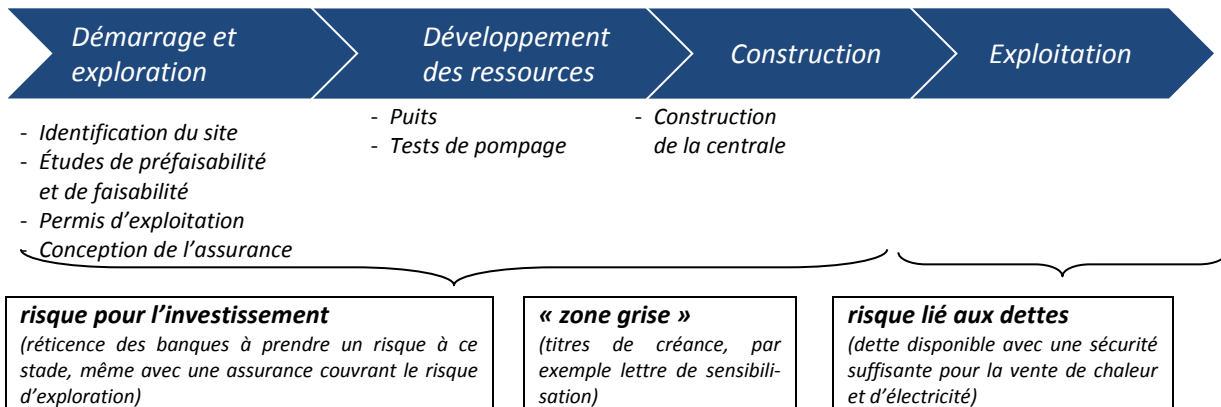 Démarrage et
exploration
Développement
des ressources
Construction
Exploitation
- Identification du site
- Études de préfaisabilité
et de faisabilité
- Permis d’exploitation
- Conception de l’assurance
- Puits
- Tests de pompage
- Construction
de la centrale
risque pour l’investissement
(réticence des banques à prendre un risque à ce
stade, même avec une assurance couvrant le risque
d’exploration)
« zone grise »
(titres de créance, par
exemple lettre de sensibili-
sation)
risque lié aux dettes
(dette disponible avec une sécurité
suffisante pour la vente de chaleur
et d’électricité)